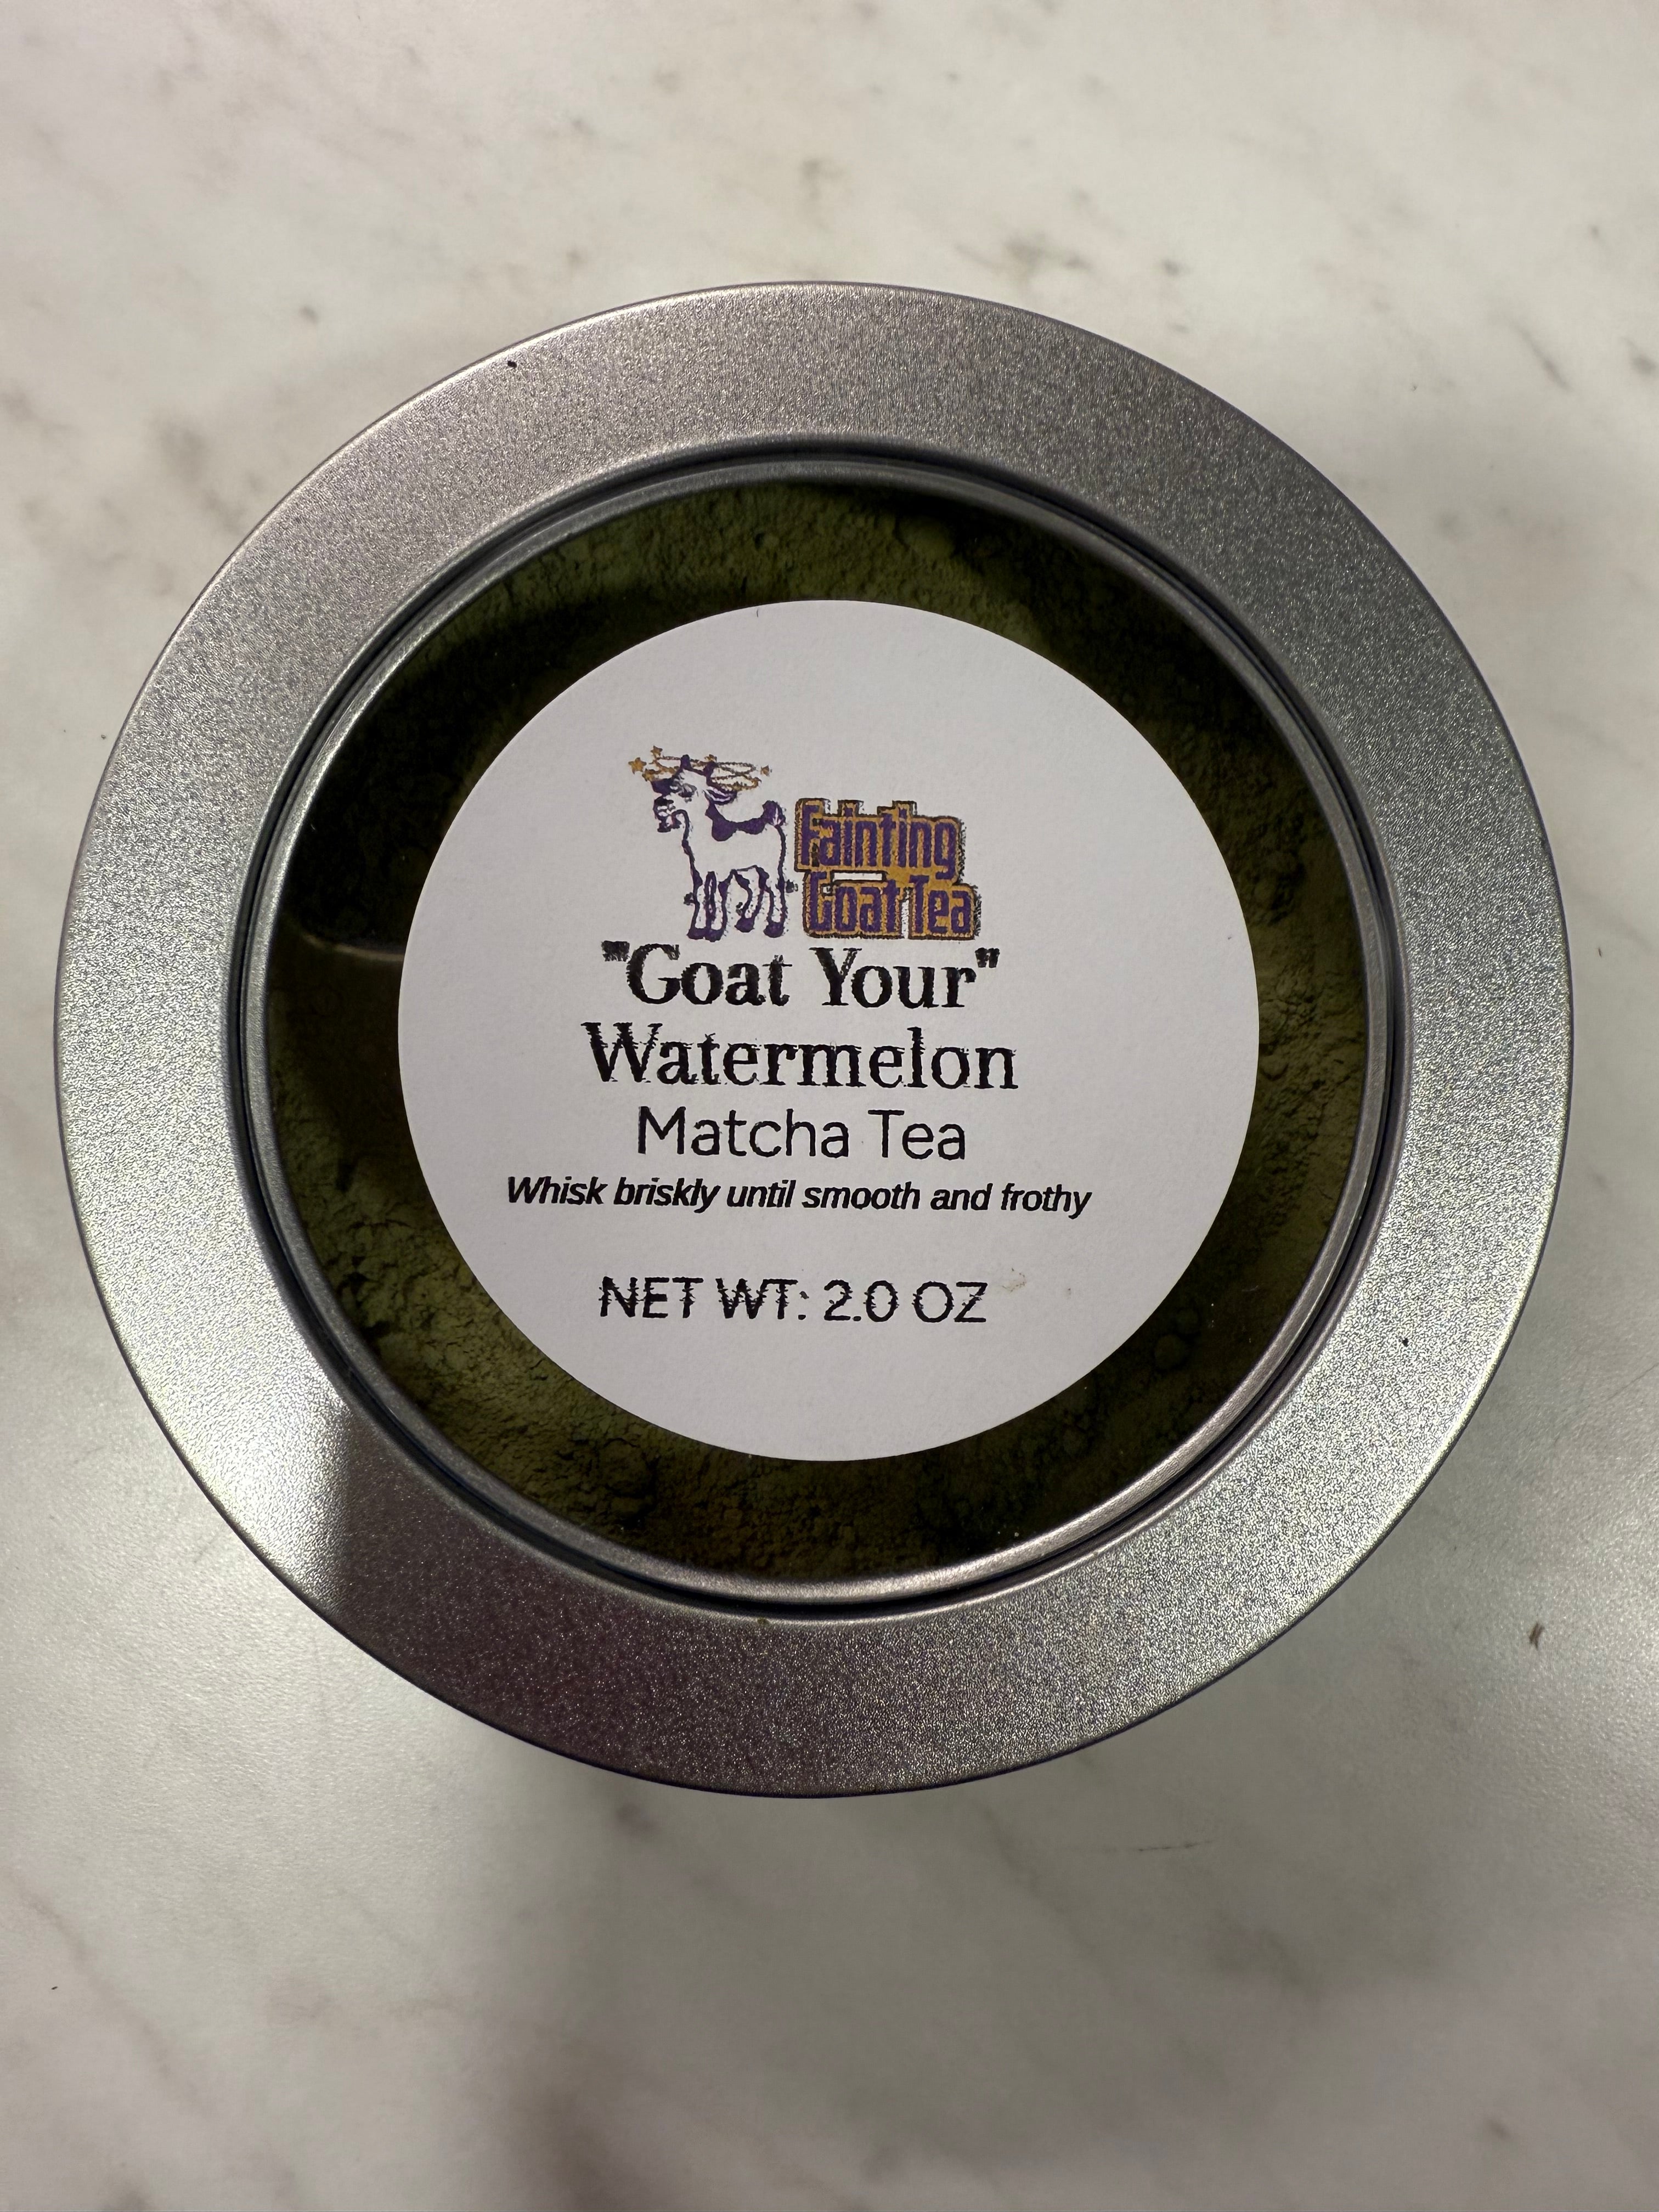 Fainting
Goat Tea
"Goat Your"
Watermelon
Matcha Tea
Whisk briskly until smooth and frothy
NET WT: 2.0 OZ